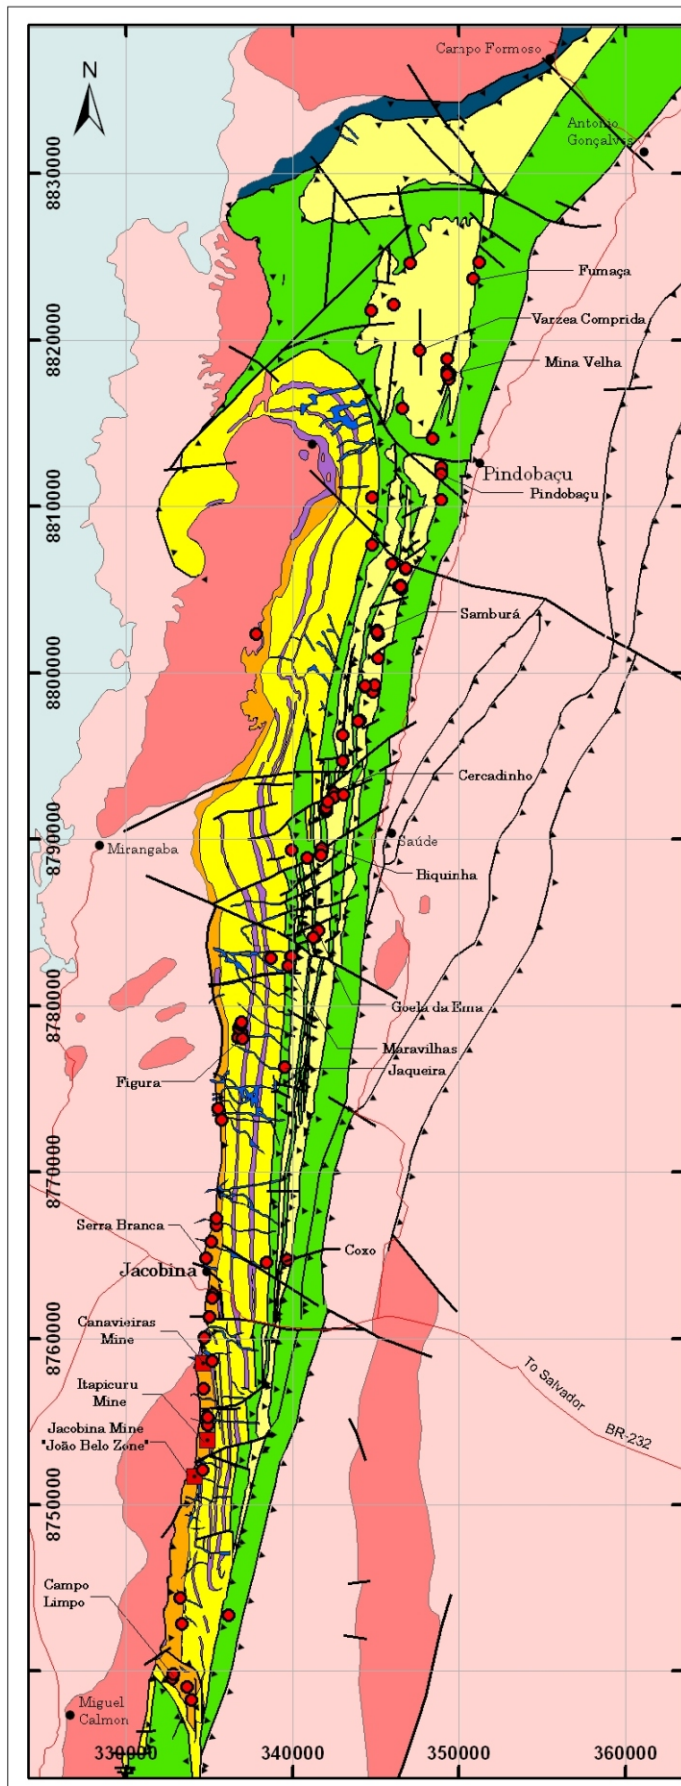 Campo Formoso
N
Antonio
Gonçalves
8830000
Fumaça
Varzea Comprida
8820000
Mina Velha
Pindobaçu
Pindobaçu
8810000
Samburá
8800000
Cercadinho
8790000
Mirangaba
Saúde
Biquinha
8780000
Goela da Ema
Maravilhas
Figura
Jaqueira
8770000
Serra Branca
Coxo
Jacobina
Canavieiras
Mine
8760000
To Salvador
Itapicuru
Mine
BR-232
Jacobina Mine
"João Belo Zone"
8750000
Campo
Limpo
Miguel
Calmon
330000
340000
350000
360000